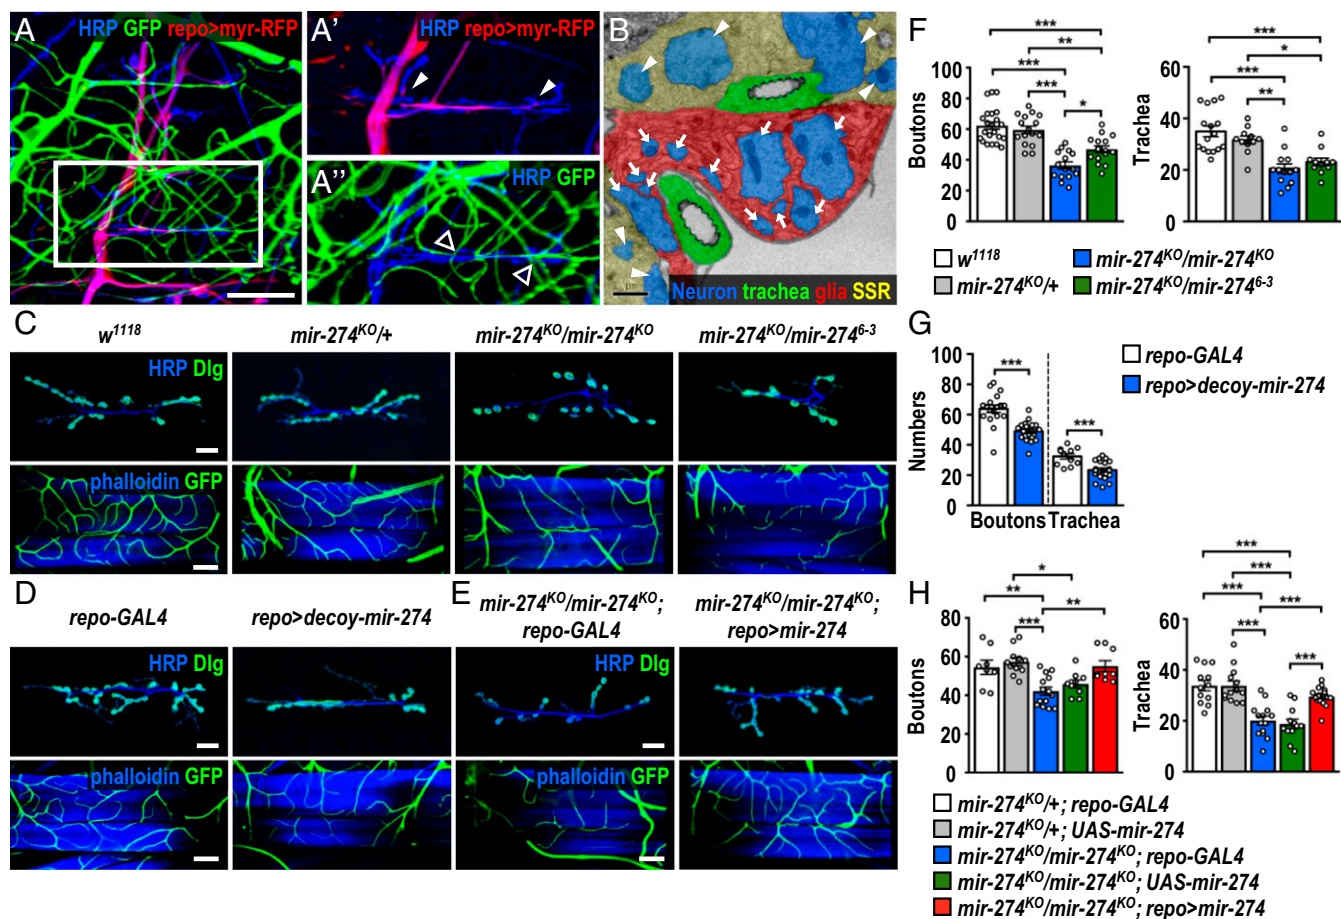 A HRP GFP repo>myr-RFP
A' HRP repo>myr-RFP
A" HRP GFP
B
Neuron trachea glia SSR
C
w1118 mir-274KO/+ mir-274KO/mir-274KO mir-274KO/mir-2746-3
HRP Dlg
phalloidin GFP
D
repo-GAL4 repo>decoy-mir-274
HRP Dlg
phalloidin GFP
E
mir-274KO/mir-274KO; repo-GAL4
mir-274KO/mir-274KO; repo>mir-274
HRP Dlg
phalloidin GFP
F
Boutons
100
80
60
40
20
0
*** ** *** *** *
Trachea
60
40
20
0
*** * *** **
w1118
mir-274KO/+
mir-274KO/mir-274KO
mir-274KO/mir-2746-3
G
Numbers
100
80
60
40
20
0
*** ***
Boutons Trachea
repo-GAL4
repo>decoy-mir-274
H
Boutons
80
60
40
20
0
* ** ** ***
Trachea
60
40
20
0
*** *** *** *** *** ***
mir-274KO/+; repo-GAL4
mir-274KO/+; UAS-mir-274
mir-274KO/mir-274KO; repo-GAL4
mir-274KO/mir-274KO; UAS-mir-274
mir-274KO/mir-274KO; repo>mir-274